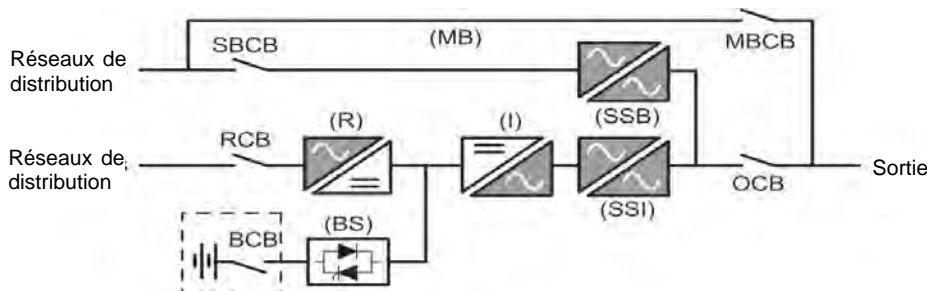 SBCB
(MB)
MBCB
Réseaux de
distribution
(SSB)
RCB
(R)
(I)
Réseaux de
distribution
OCB
Sortie
(SSI)
BCB
(BS)